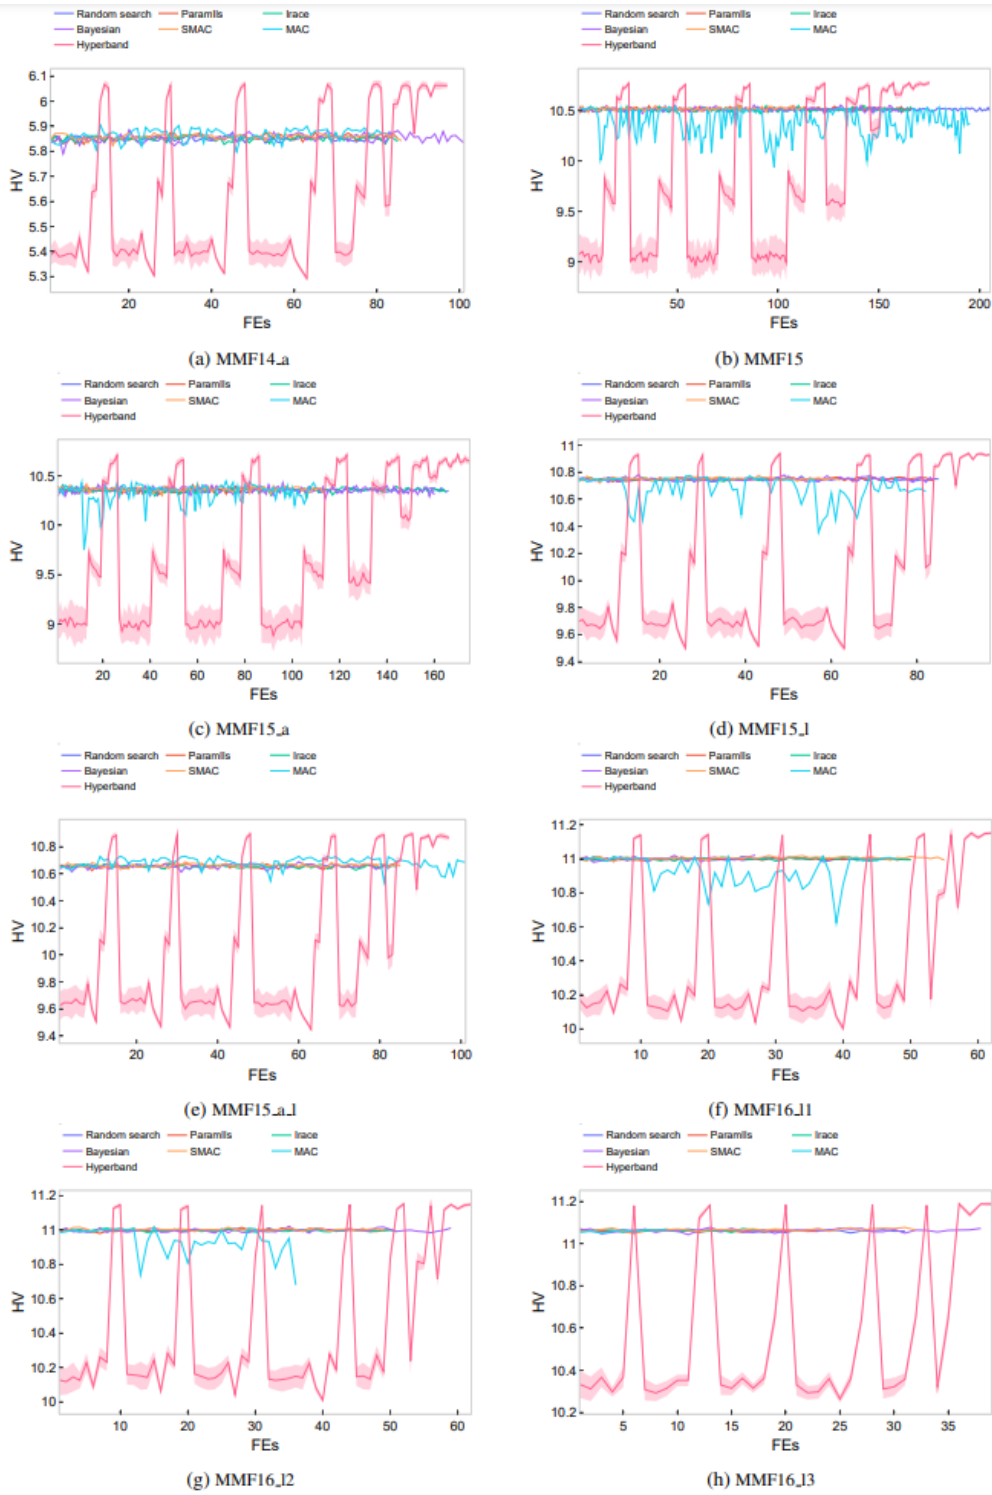 Random search Paramlls Irace
Bayesian SMAC MAC
Hyperband
6.1
6
5.9
5.8
5.7
5.6
5.5
5.4
5.3
HV
20 40 60 80 100
FEs
(a) MMF14_a
Random search Paramlls Irace
Bayesian SMAC MAC
Hyperband
10.5
10
9.5
9
HV
50 100 150 200
FEs
(b) MMF15
Random search Paramlls Irace
Bayesian SMAC MAC
Hyperband
10.5
10
9.5
9
HV
20 40 60 80 100 120 140 160
FEs
(c) MMF15_a
Random search Paramlls Irace
Bayesian SMAC MAC
Hyperband
11
10.8
10.6
10.4
10.2
10
9.8
9.6
9.4
HV
20 40 60 80
FEs
(d) MMF15_l
Random search Paramlls Irace
Bayesian SMAC MAC
Hyperband
10.8
10.6
10.4
10.2
10
9.8
9.6
9.4
HV
20 40 60 80 100
FEs
(e) MMF15_a_l
Random search Paramlls Irace
Bayesian SMAC MAC
Hyperband
11.2
11
10.8
10.6
10.4
10.2
10
HV
10 20 30 40 50 60
FEs
(f) MMF16_l1
Random search Paramlls Irace
Bayesian SMAC MAC
Hyperband
11.2
11
10.8
10.6
10.4
10.2
10
HV
10 20 30 40 50 60
FEs
(g) MMF16_l2
Random search Paramlls Irace
Bayesian SMAC MAC
Hyperband
11.2
11
10.8
10.6
10.4
10.2
HV
5 10 15 20 25 30 35
FEs
(h) MMF16_l3